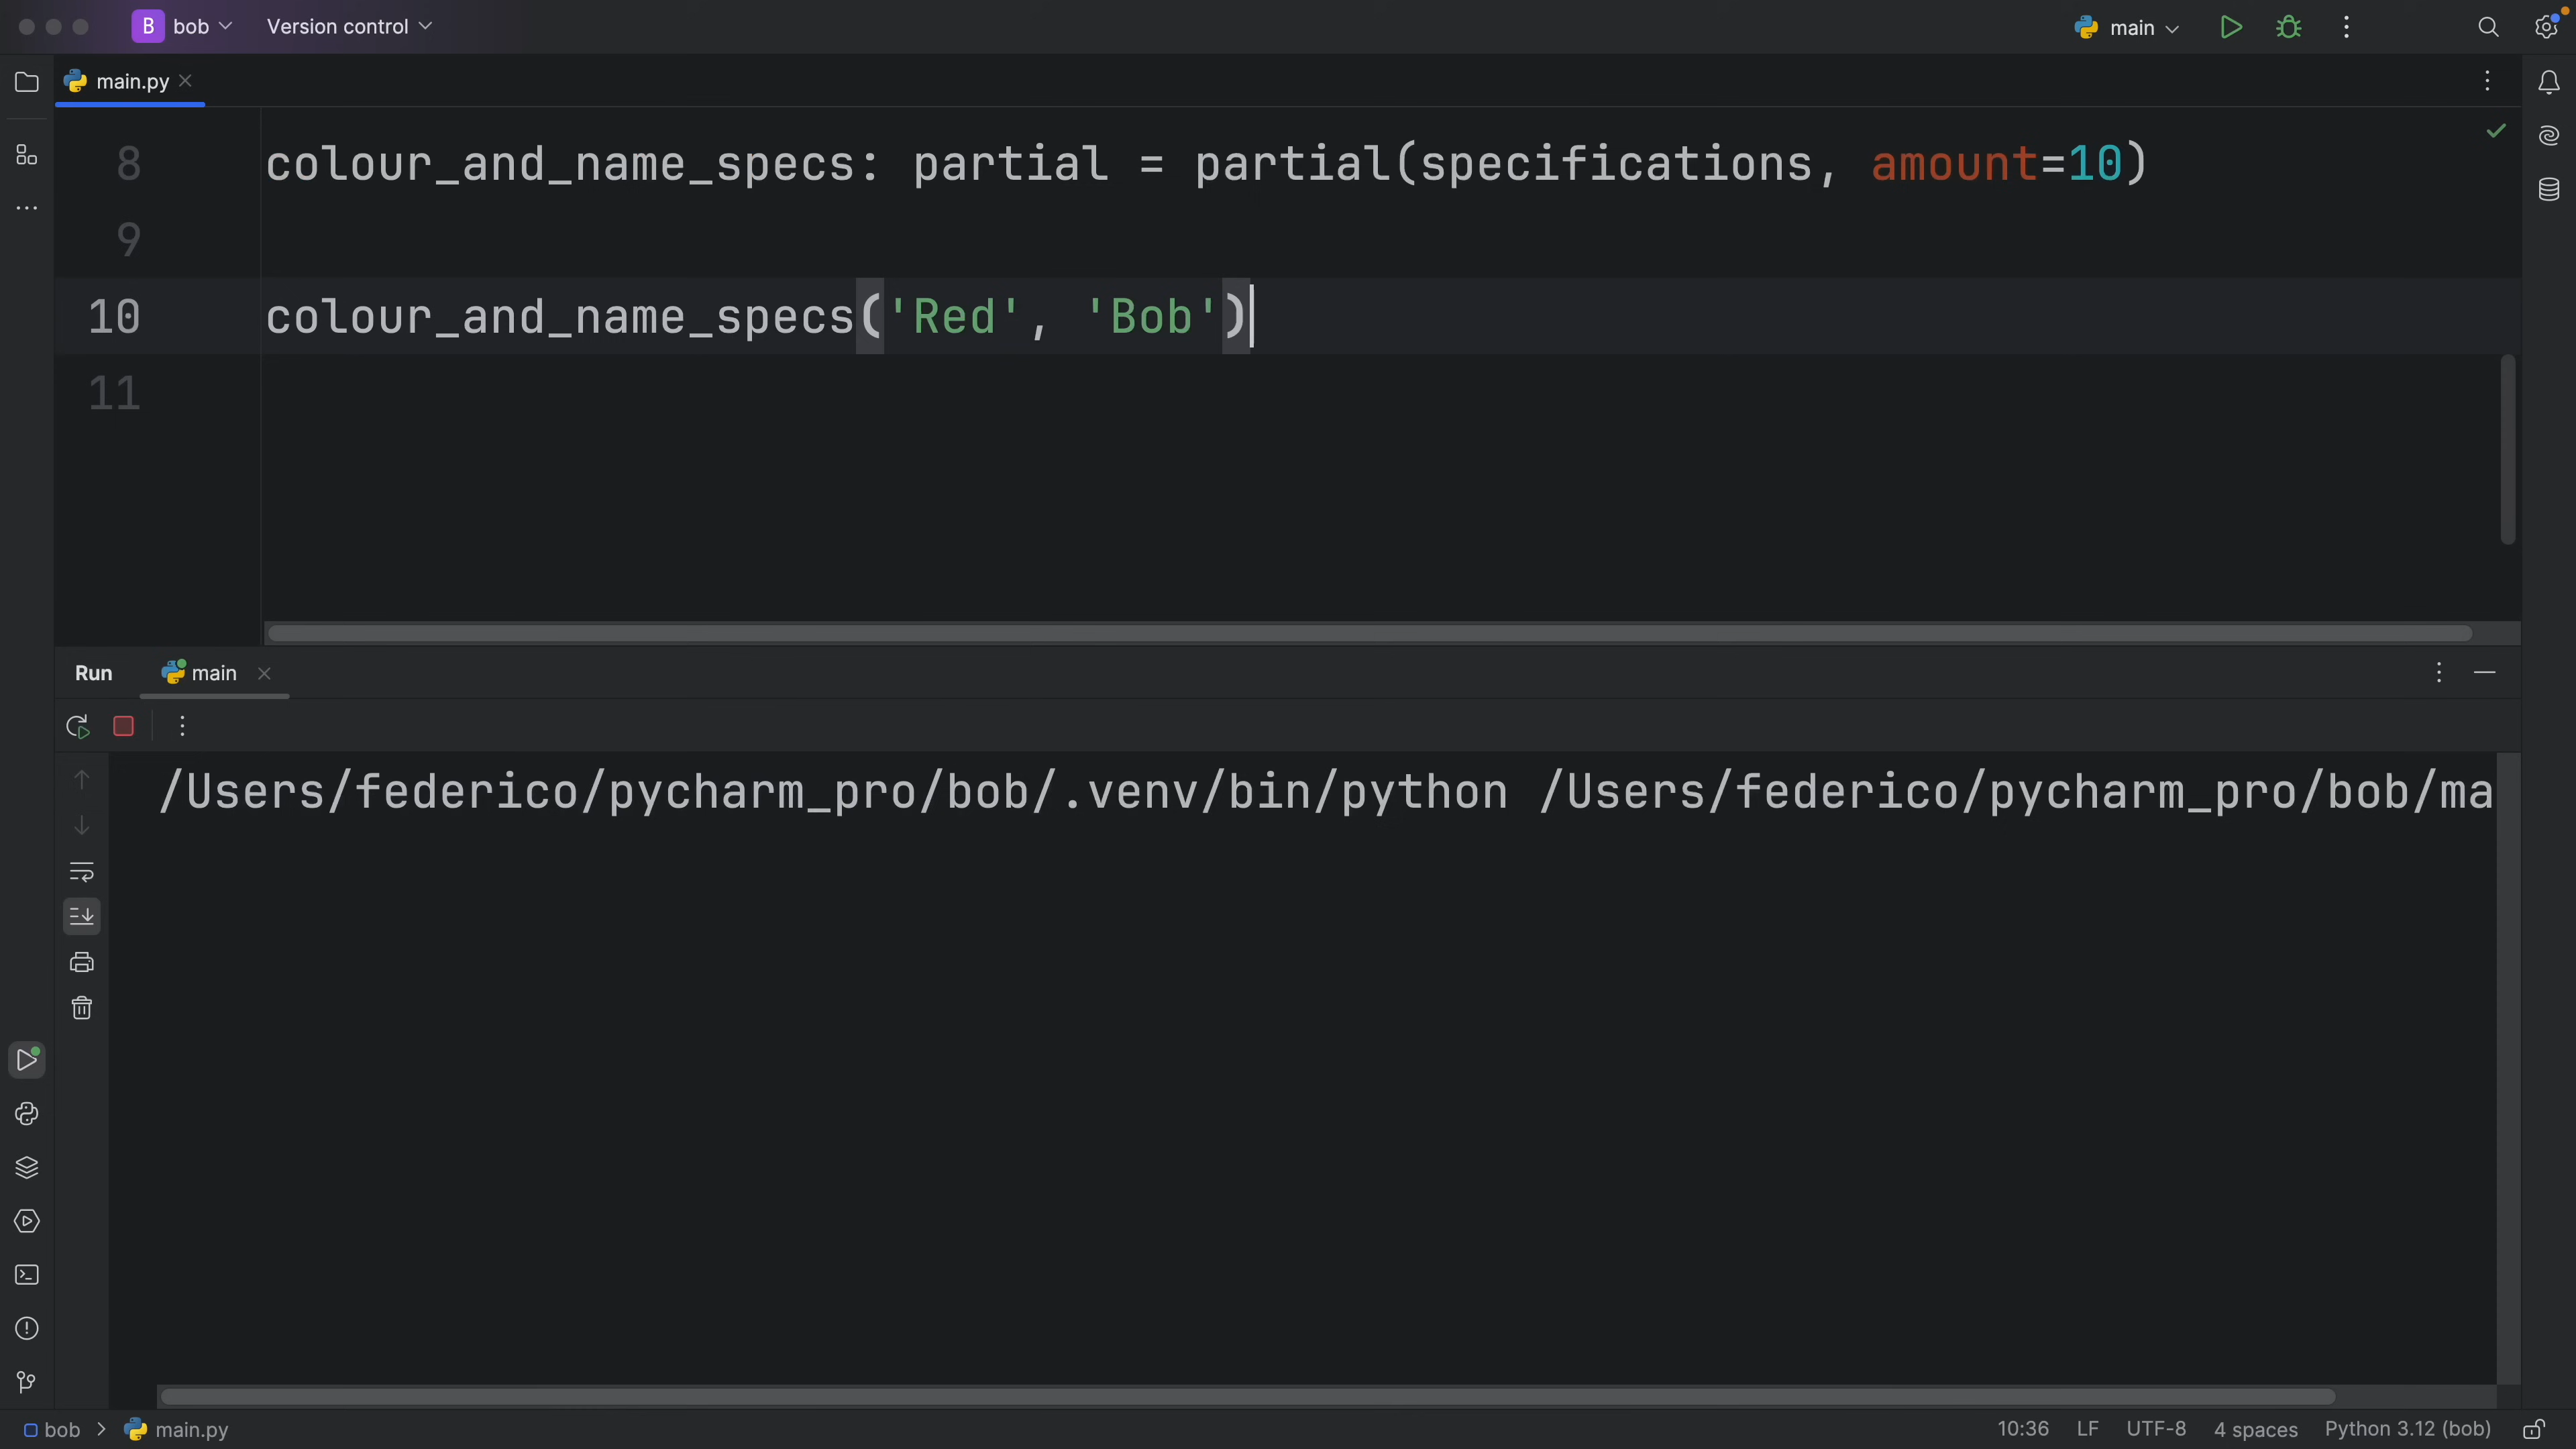 B bob Version control main
main.py
8 colour_and_name_specs: partial = partial(specifications, amount=10)
9
10 colour_and_name_specs('Red', 'Bob')
11
Run main
/Users/federico/pycharm_pro/bob/.venv/bin/python /Users/federico/pycharm_pro/bob/ma
bob > main.py 10:36 LF UTF-8 4 spaces Python 3.12 (bob)